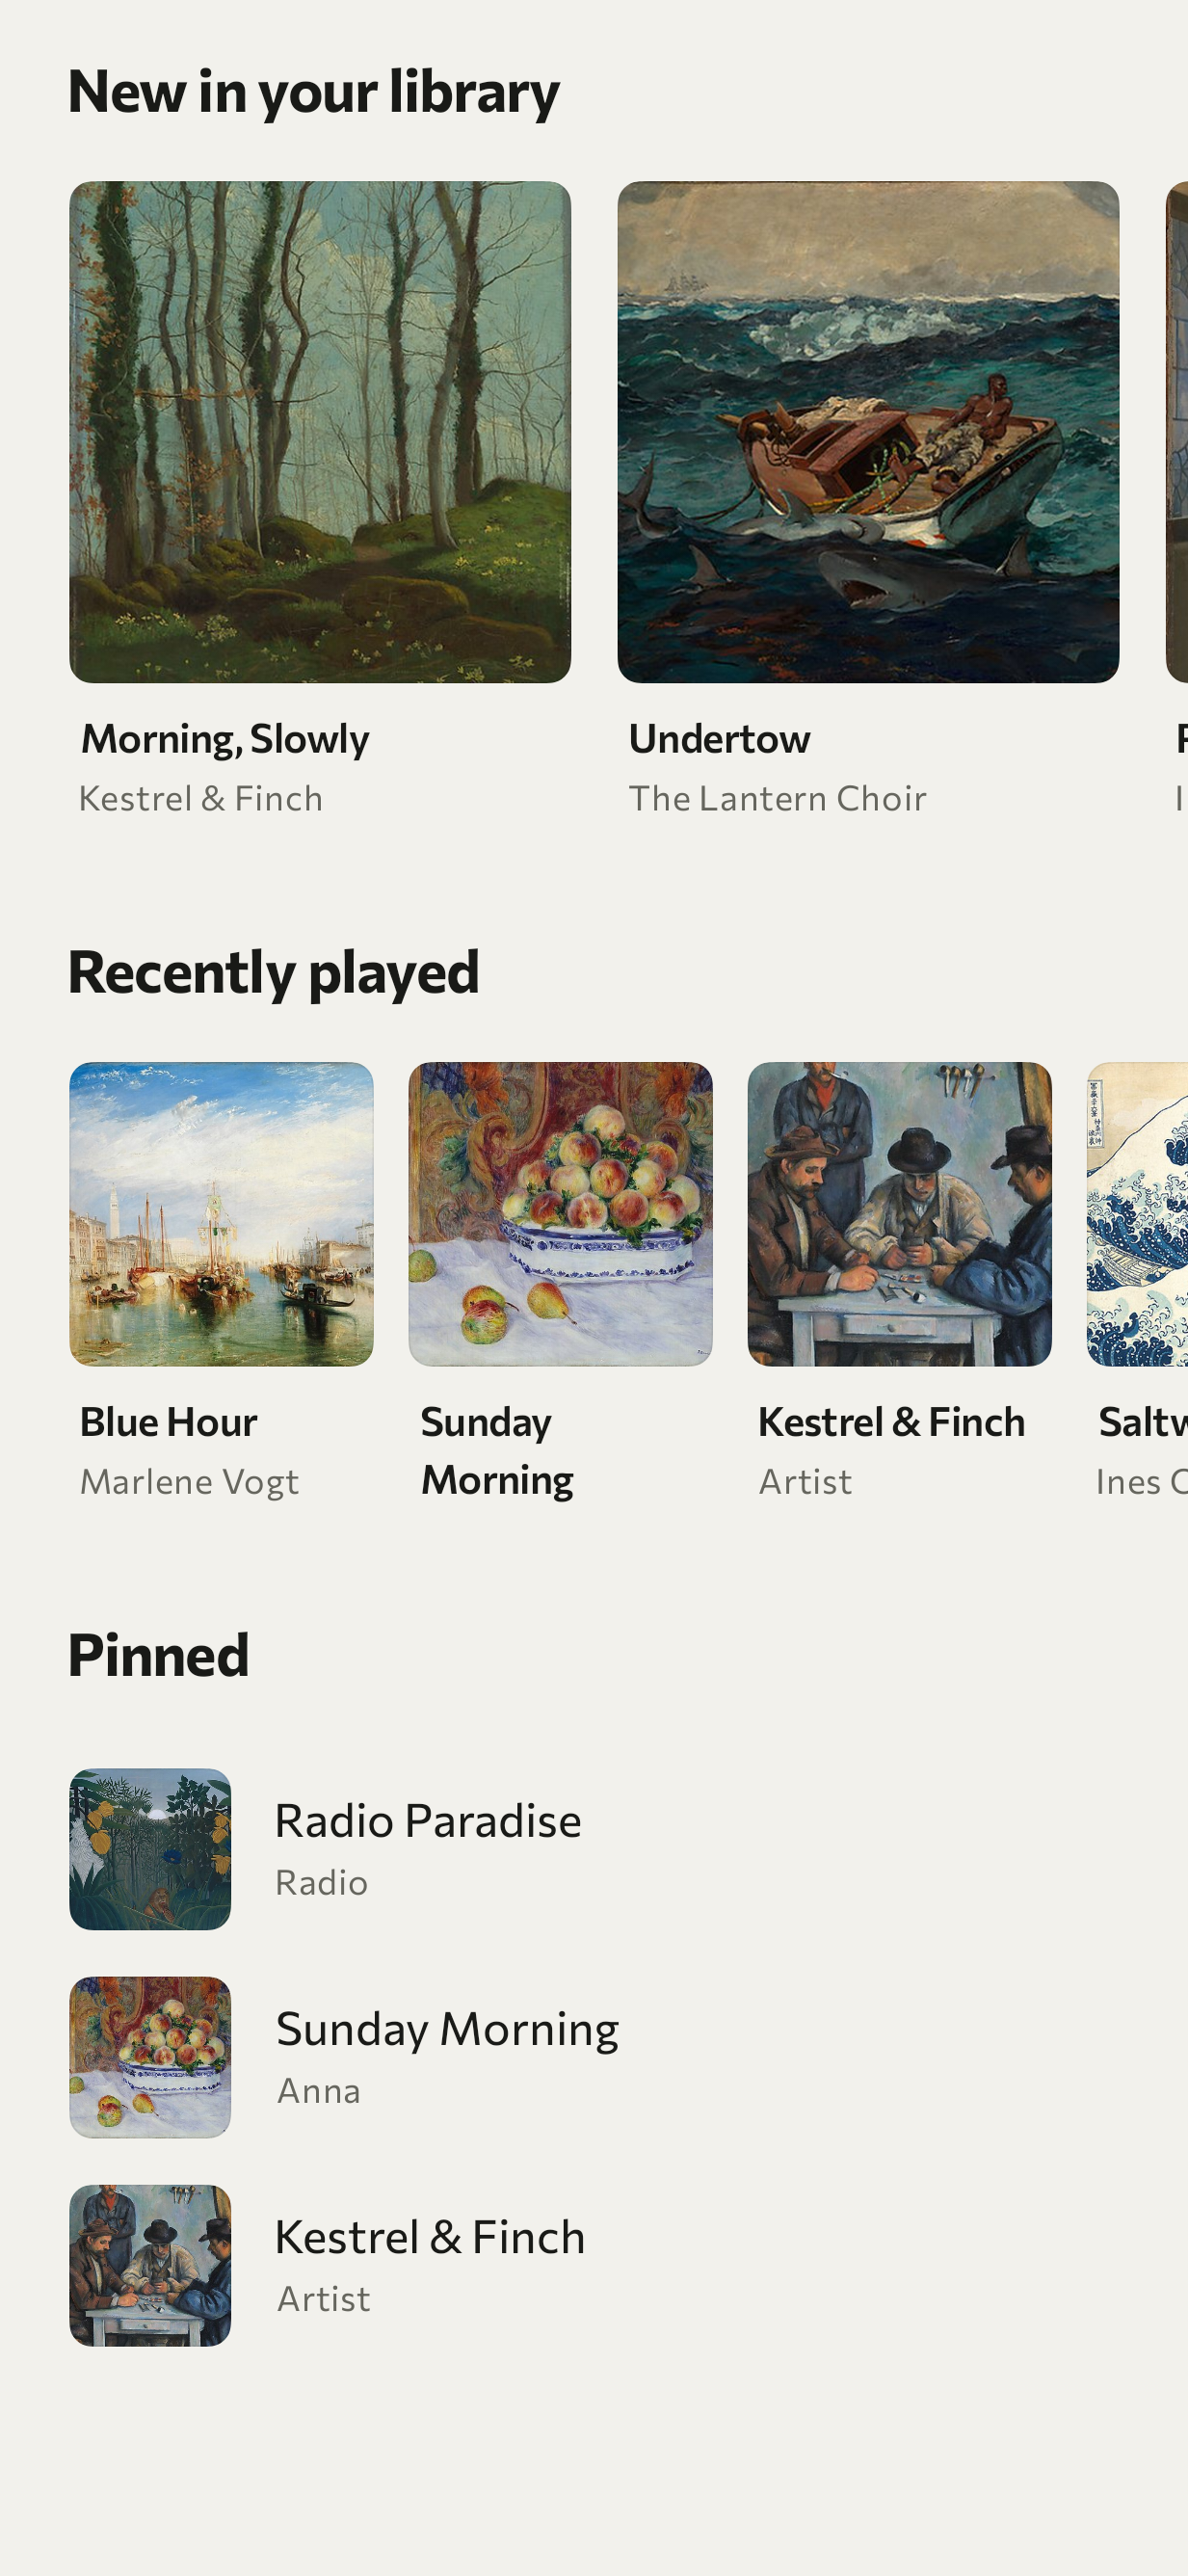 New in your library
Morning, Slowly
Undertow
Kestrel & Finch
The Lantern Choir
Recently played
Blue Hour
Sunday
Morning
Kestrel & Finch
Marlene Vogt
Artist
Ines
Pinned
Radio Paradise
Radio
Sunday Morning
Anna
Kestrel & Finch
Artist